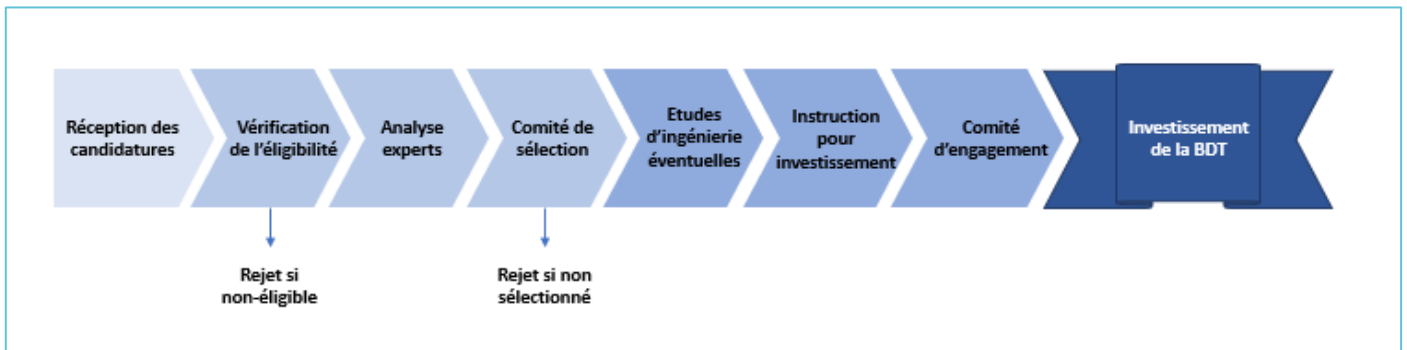 Réception des
candidatures
Vérification
de l'éligibilité
Analyse
experts
Comité de
sélection
Etudes
d'ingénierie
éventuelles
Instruction
pour
investissement
Comité
d'engagement
Investissement
de la BDT
Rejet si
non-éligible
Rejet si non
sélectionné